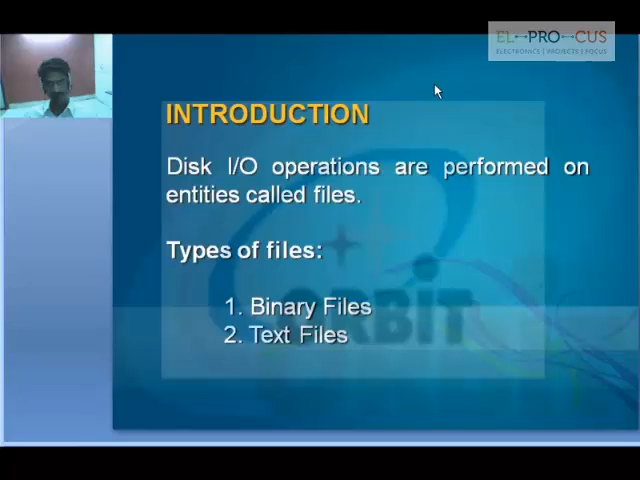 EL PRO CUS
ELECTRONICS | PROJECTS | FOCUS
INTRODUCTION
Disk I/O operations are performed on
entities called files.
Types of files:
1. Binary Files
2. Text Files
ORBIT